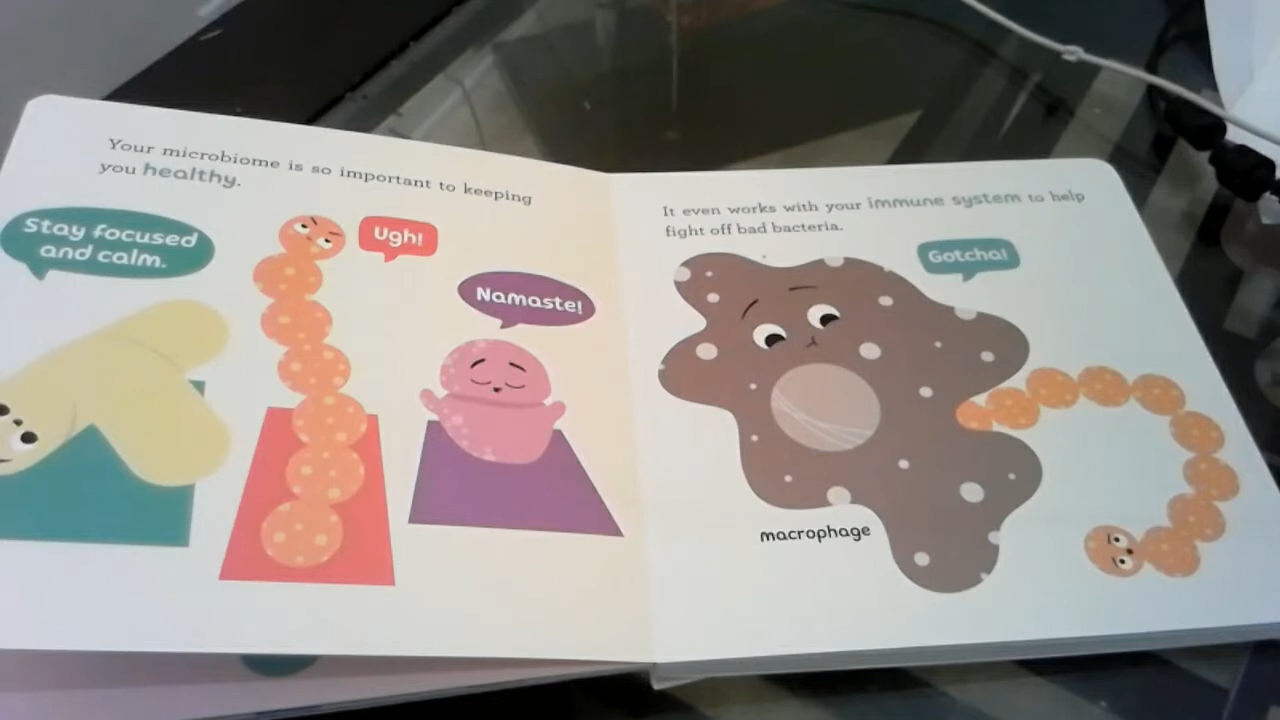 Your microbiome is so important to keeping
you healthy.
Stay focused
and calm.
Ugh!
Namaste!
It even works with your immune system to help
fight off bad bacteria.
Gotcha!
macrophage